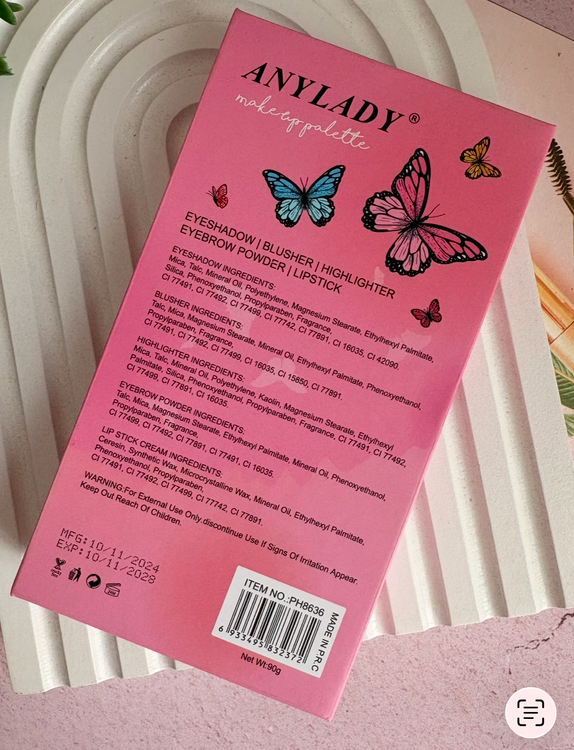 ANYLADY®
makeup palette
EYESHADOW | BLUSHER | HIGHLIGHTER
EYEBROW POWDER | LIPSTICK
EYESHADOW INGREDIENTS:
Mica, Talc, Mineral Oil, Polyethylene, Magnesium Stearate, Ethylhexyl Palmitate,
Silica, Phenoxyethanol, Propylparaben, Fragrance.
CI 77491, CI 77492, CI 77499, CI 77742, CI 77891, CI 16035, CI 42090.
BLUSHER INGREDIENTS:
Talc, Mica, Magnesium Stearate, Mineral Oil, Ethylhexyl Palmitate, Phenoxyethanol,
Propylparaben, Fragrance.
CI 77491, CI 77492, CI 77499, CI 16035, CI 15850, CI 77891.
HIGHLIGHTER INGREDIENTS:
Mica, Talc, Mineral Oil, Polyethylene, Kaolin, Magnesium Stearate, Ethylhexyl
Palmitate, Silica, Phenoxyethanol, Propylparaben, Fragrance, CI 77491, CI 77492,
CI 77499, CI 77891, CI 16035.
EYEBROW POWDER INGREDIENTS:
Talc, Mica, Magnesium Stearate, Ethylhexyl Palmitate, Mineral Oil, Phenoxyethanol,
Propylparaben, Fragrance.
CI 77499, CI 77492, CI 77891, CI 77491, CI 16035.
LIP STICK CREAM INGREDIENTS:
Ceresin, Synthetic Wax, Microcrystalline Wax, Mineral Oil, Ethylhexyl Palmitate,
Phenoxyethanol, Propylparaben.
CI 77491, CI 77492, CI 77499, CI 77742, CI 77891.
WARNING:For External Use Only,discontinue Use If Signs Of Irritation Appear.
Keep Out Reach Of Children.
MFG:10/11/2024
EXP:10/11/2028
ITEM NO.:PH8636
6 933495 832372
MADE IN P.R.C
Net Wt:90g